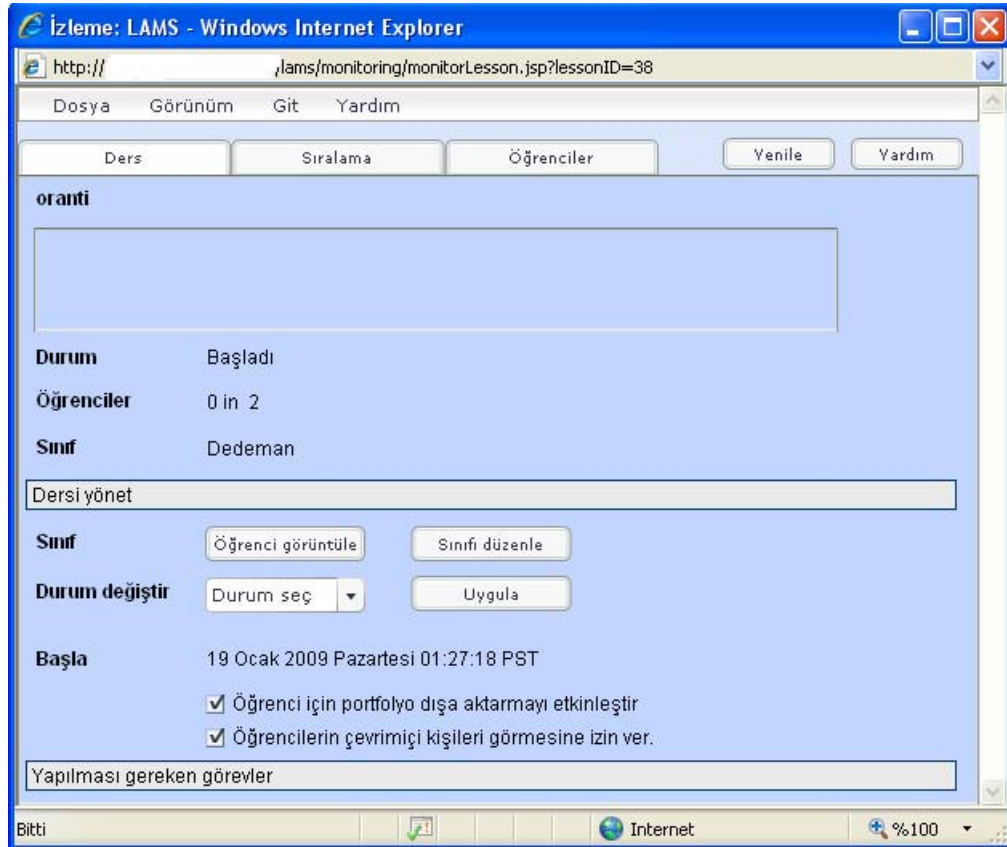 İzleme: LAMS - Windows Internet Explorer
http:// /lams/monitoring/monitorLesson.jsp?lessonID=38
Dosya Görünüm Git Yardım
Ders Sıralama Öğrenciler Yenile Yardım
oranti
Durum Başladı
Öğrenciler 0 in 2
Sınıf Dedeman
Dersi yönet
Sınıf Öğrenci görüntüle Sınıfı düzenle
Durum değiştir Durum seç Uygula
Başla 19 Ocak 2009 Pazartesi 01:27:18 PST
Öğrenci için portfolyo dışa aktarmayı etkinleştir
Öğrencilerin çevrimiçi kişileri görmesine izin ver.
Yapılması gereken görevler
Bitti Internet %100